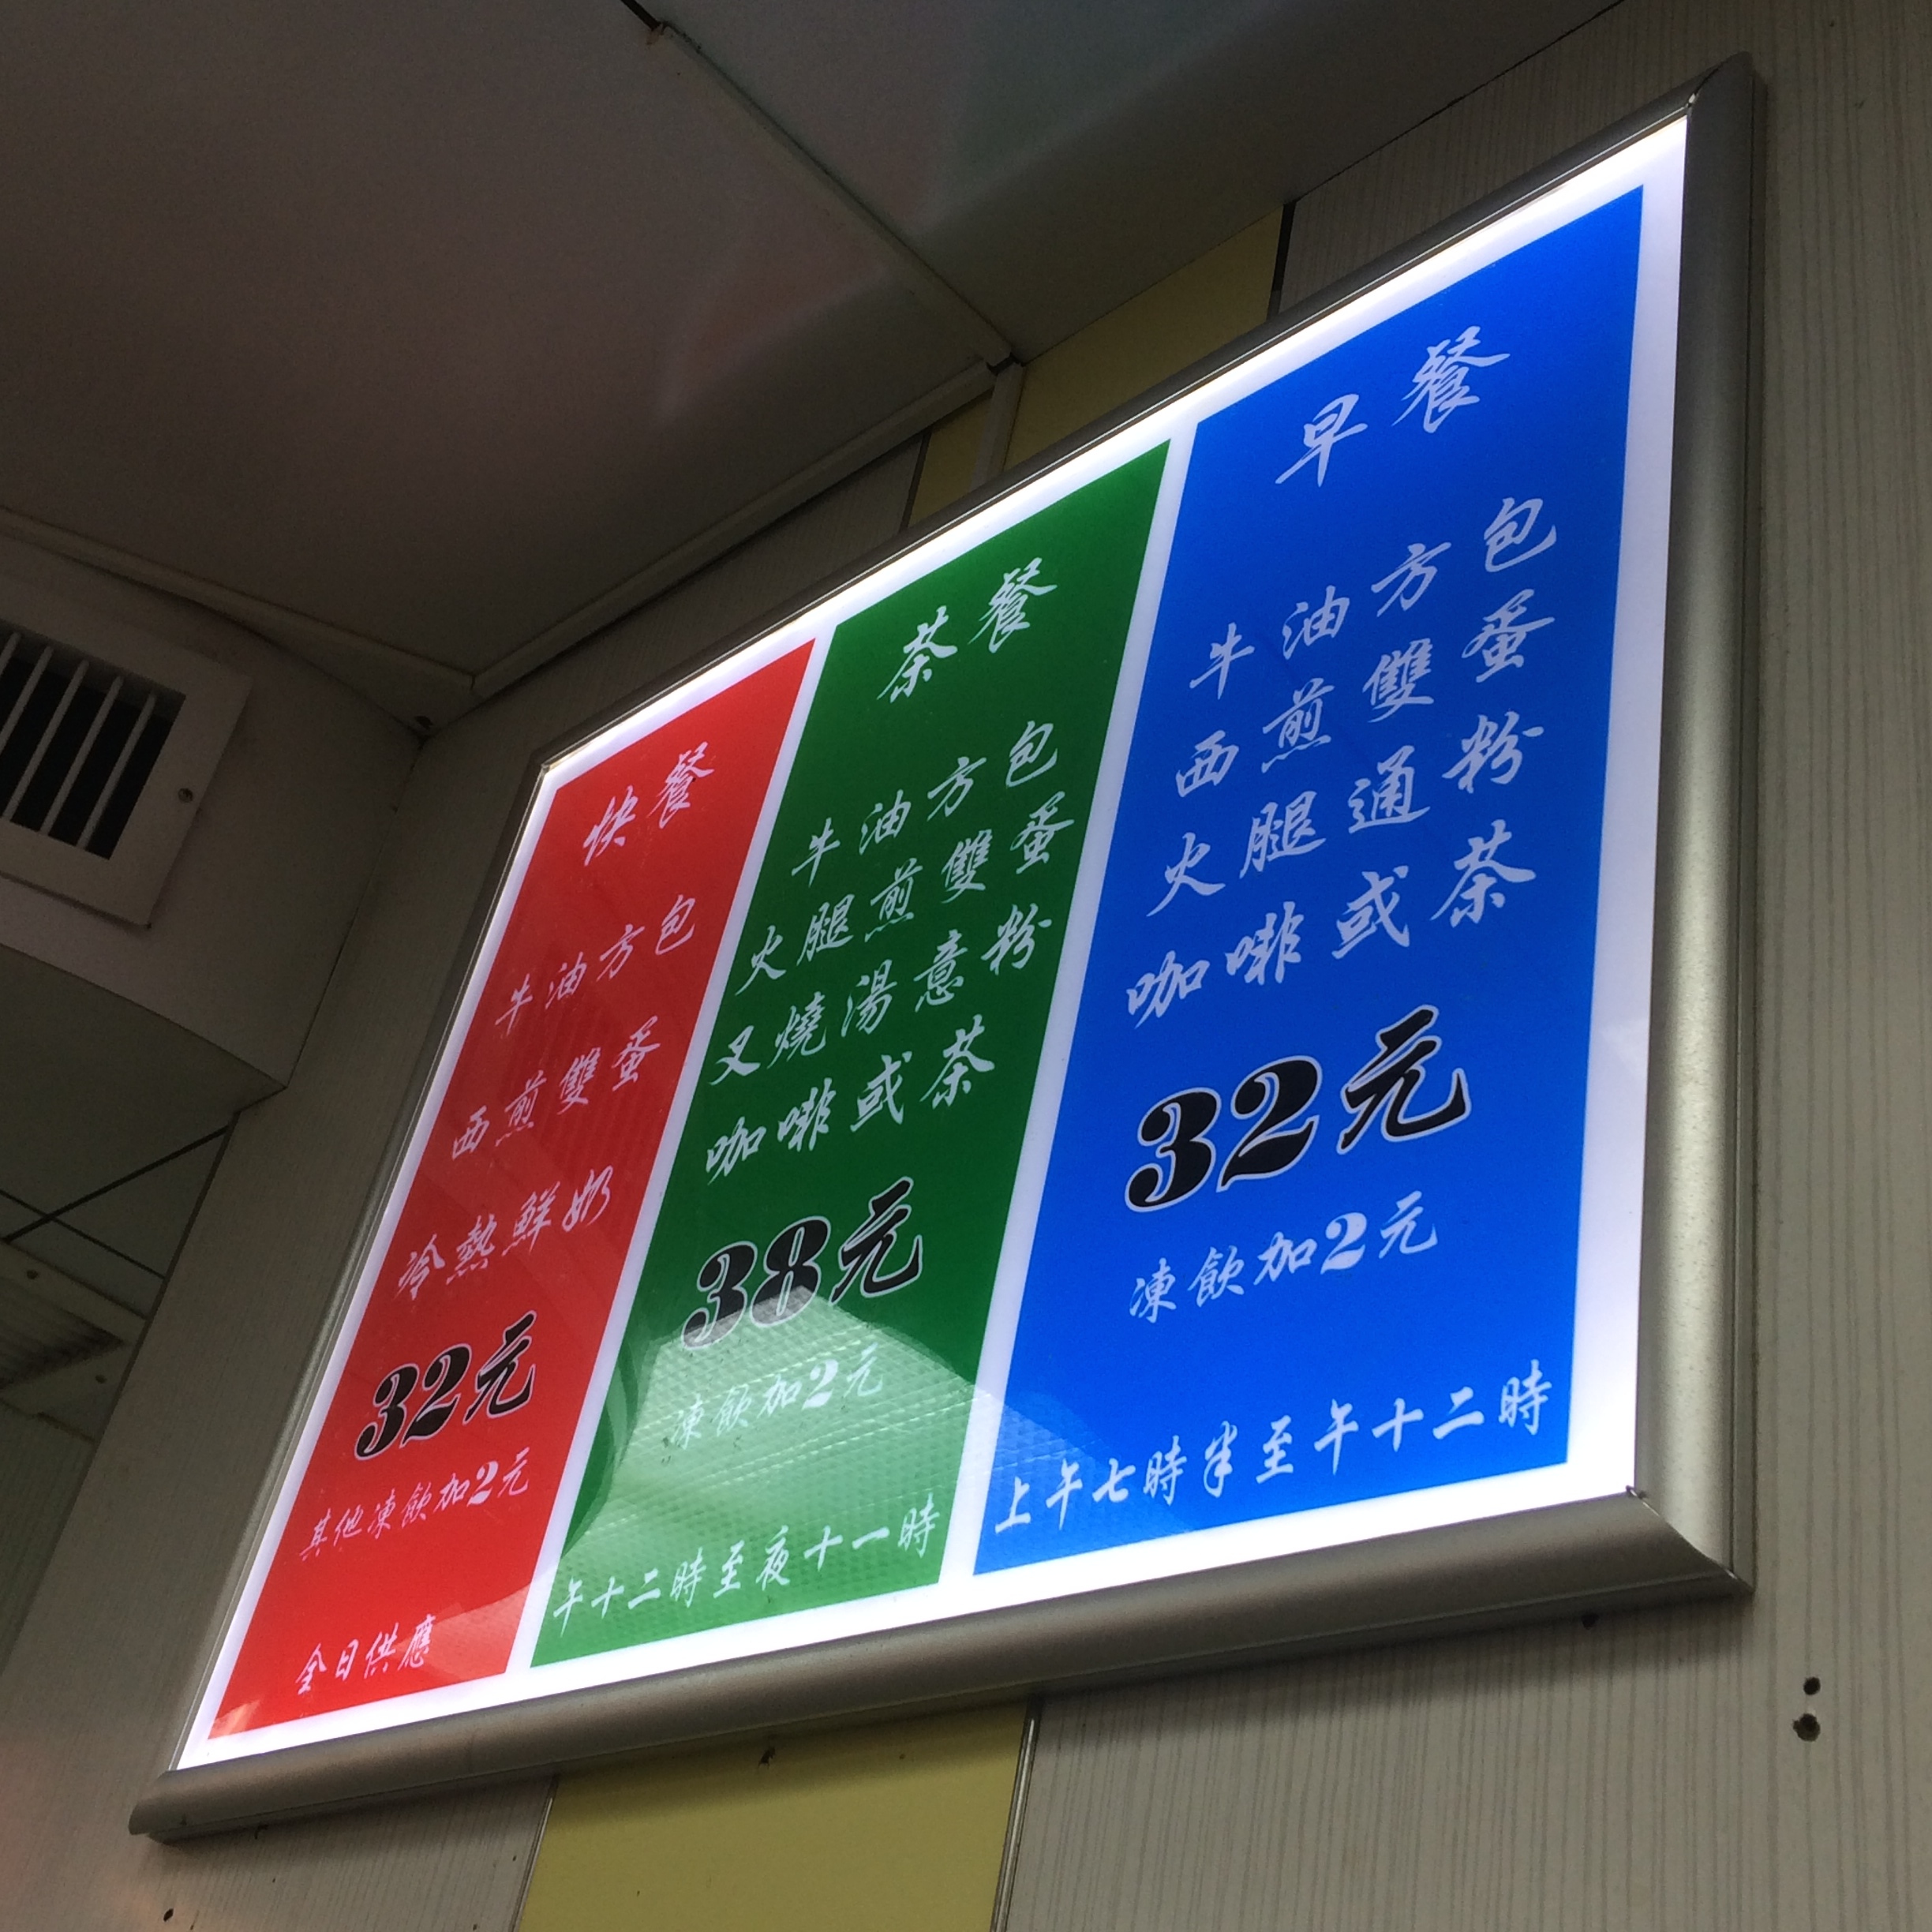 快餐
牛油方包
西煎雙蛋
冷熱鮮奶
32元
其他凍飲加2元
全日供應
茶餐
牛油方包
火腿煎雙蛋
叉燒湯意粉
咖啡或茶
38元
凍飲加2元
午十二時至夜十一時
早餐
牛油方包
西煎雙蛋
火腿通粉
咖啡或茶
32元
凍飲加2元
上午七時半至午十二時